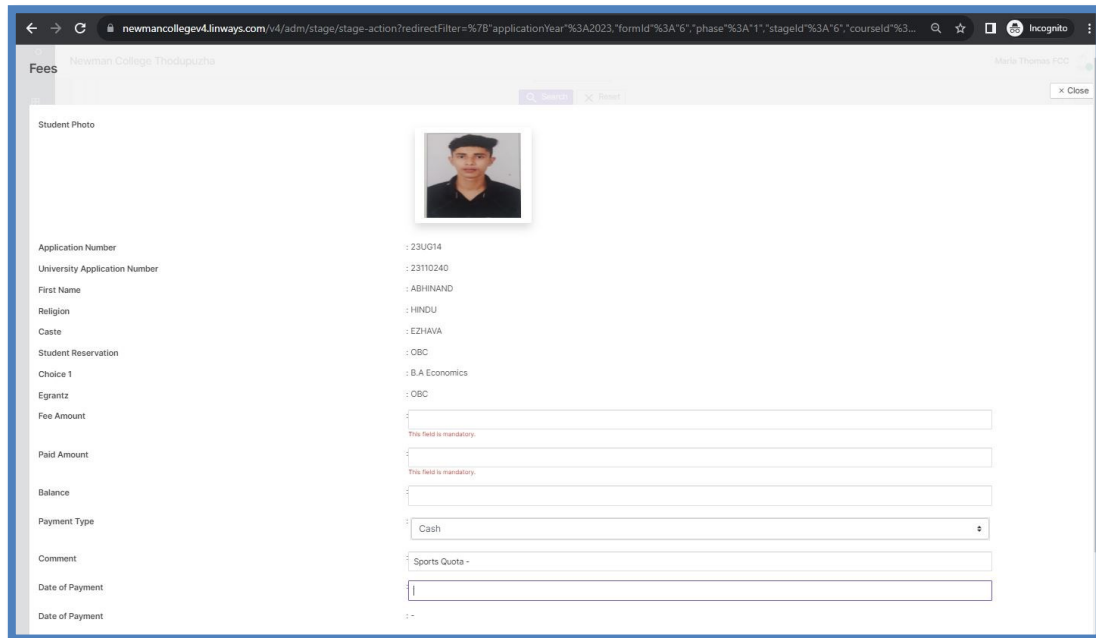 newmancollegev4.linways.com/v4/adm/stage/stage-action?redirectFilter=%7B"applicationYear"%3A2023,"formId"%3A"6","phase"%3A"1","stageId"%3A"6","courseId"%3...
Incognito
Newman College Thodupuzha
Maria Thomas FCC
Fees
Search
Reset
× Close
Student Photo
Application Number : 23UG14
University Application Number : 23110240
First Name : ABHINAND
Religion : HINDU
Caste : EZHAVA
Student Reservation : OBC
Choice 1 : B.A Economics
Egrantz : OBC
Fee Amount :
This field is mandatory.
Paid Amount :
This field is mandatory.
Balance :
Payment Type : Cash
Comment : Sports Quota -
Date of Payment :
Date of Payment : -